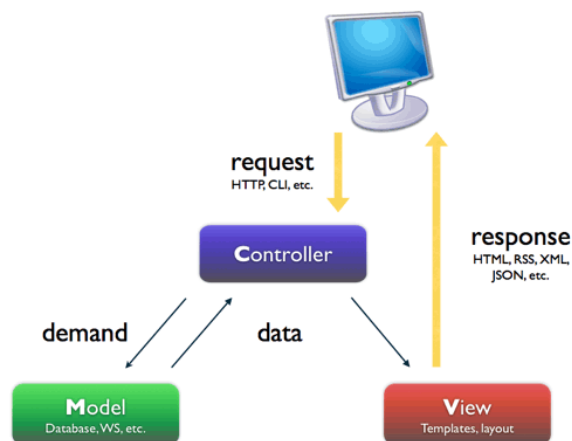 request
HTTP, CLI, etc.
Controller
response
HTML, RSS, XML,
JSON, etc.
demand
data
Model
Database, WS, etc.
View
Templates, layout